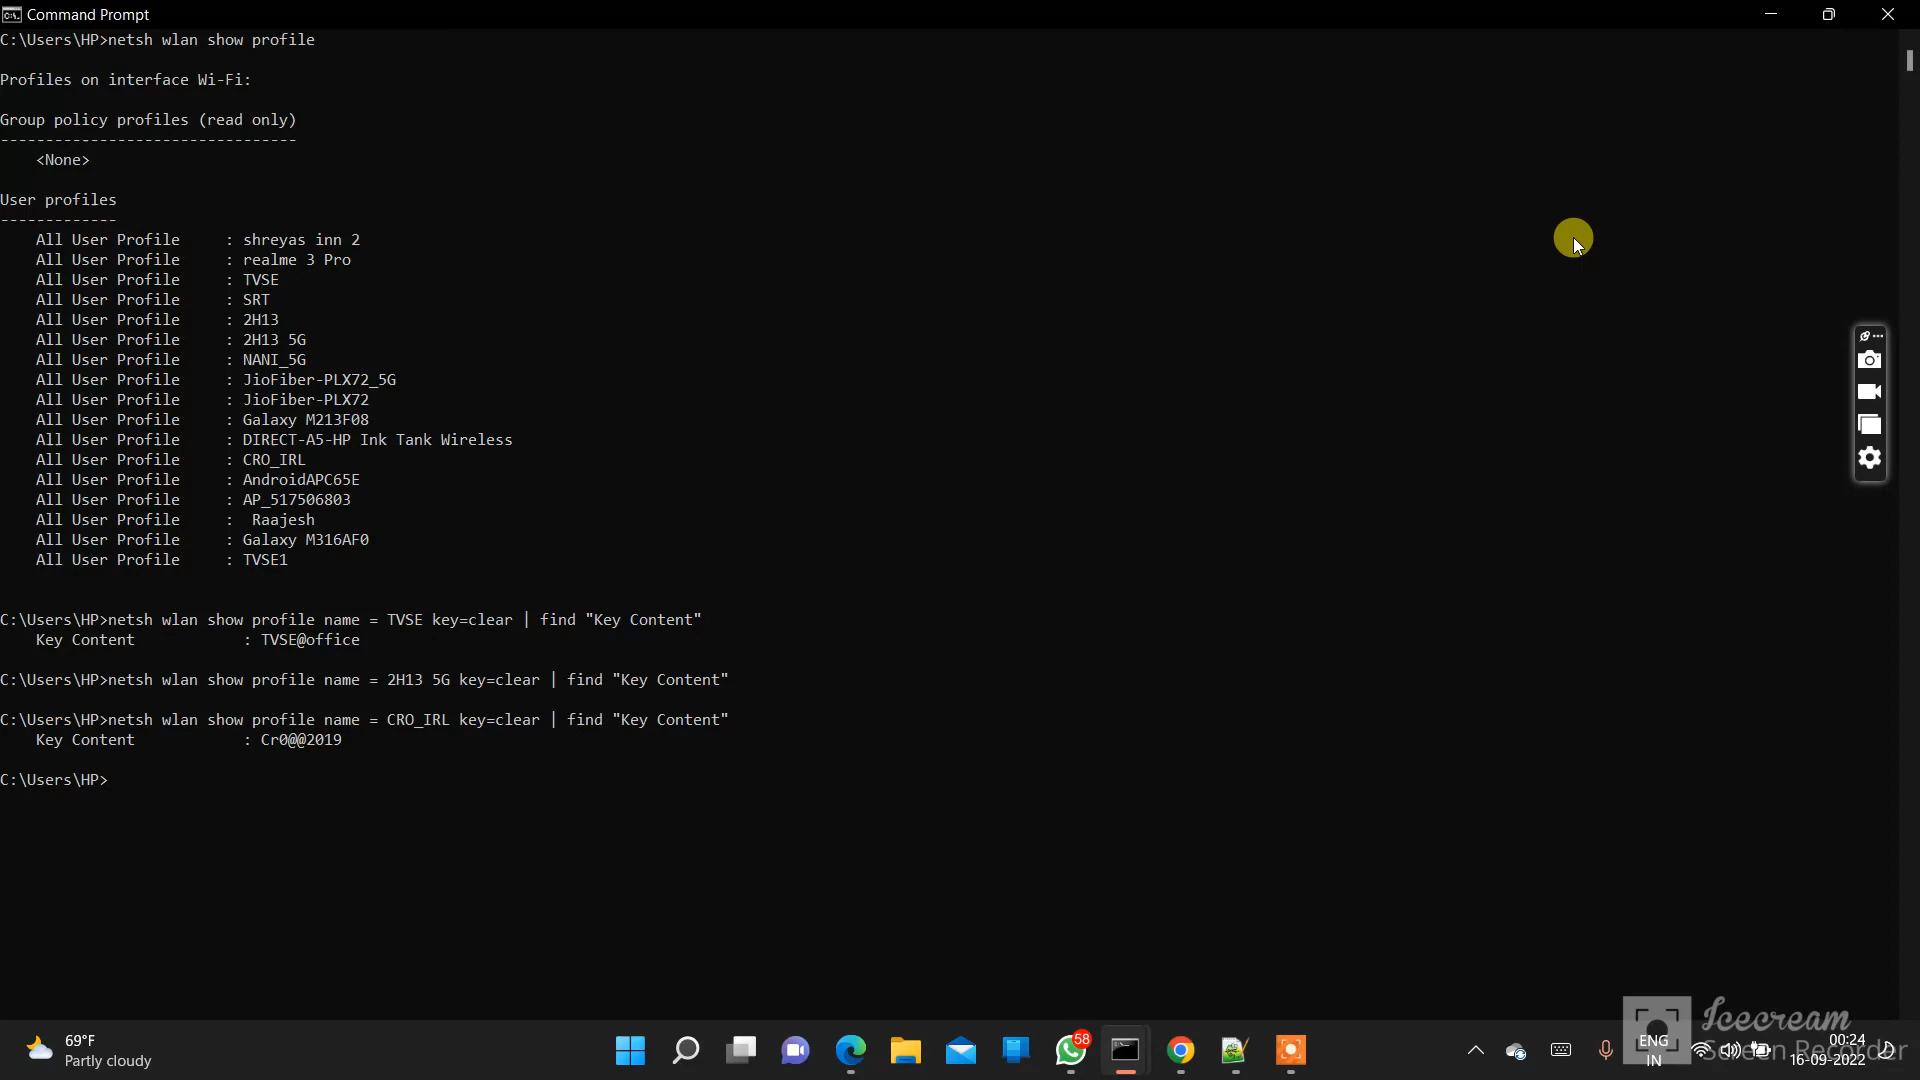 Command Prompt
C:\Users\HP>netsh wlan show profile
Profiles on interface Wi-Fi:
Group policy profiles (read only)
---------------------------------
    <None>
User profiles
-------------
    All User Profile     : shreyas inn 2
    All User Profile     : realme 3 Pro
    All User Profile     : TVSE
    All User Profile     : SRT
    All User Profile     : 2H13
    All User Profile     : 2H13 5G
    All User Profile     : NANI_5G
    All User Profile     : JioFiber-PLX72_5G
    All User Profile     : JioFiber-PLX72
    All User Profile     : Galaxy M213F08
    All User Profile     : DIRECT-A5-HP Ink Tank Wireless
    All User Profile     : CRO_IRL
    All User Profile     : AndroidAPC65E
    All User Profile     : AP_517506803
    All User Profile     :  Raajesh
    All User Profile     : Galaxy M316AF0
    All User Profile     : TVSE1
C:\Users\HP>netsh wlan show profile name = TVSE key=clear | find "Key Content"
    Key Content            : TVSE@office
C:\Users\HP>netsh wlan show profile name = 2H13 5G key=clear | find "Key Content"
C:\Users\HP>netsh wlan show profile name = CRO_IRL key=clear | find "Key Content"
    Key Content            : Cr0@@2019
C:\Users\HP>
Icecream
Screen Recorder
69°F
Partly cloudy
58
ENG
IN
00:24
16-09-2022